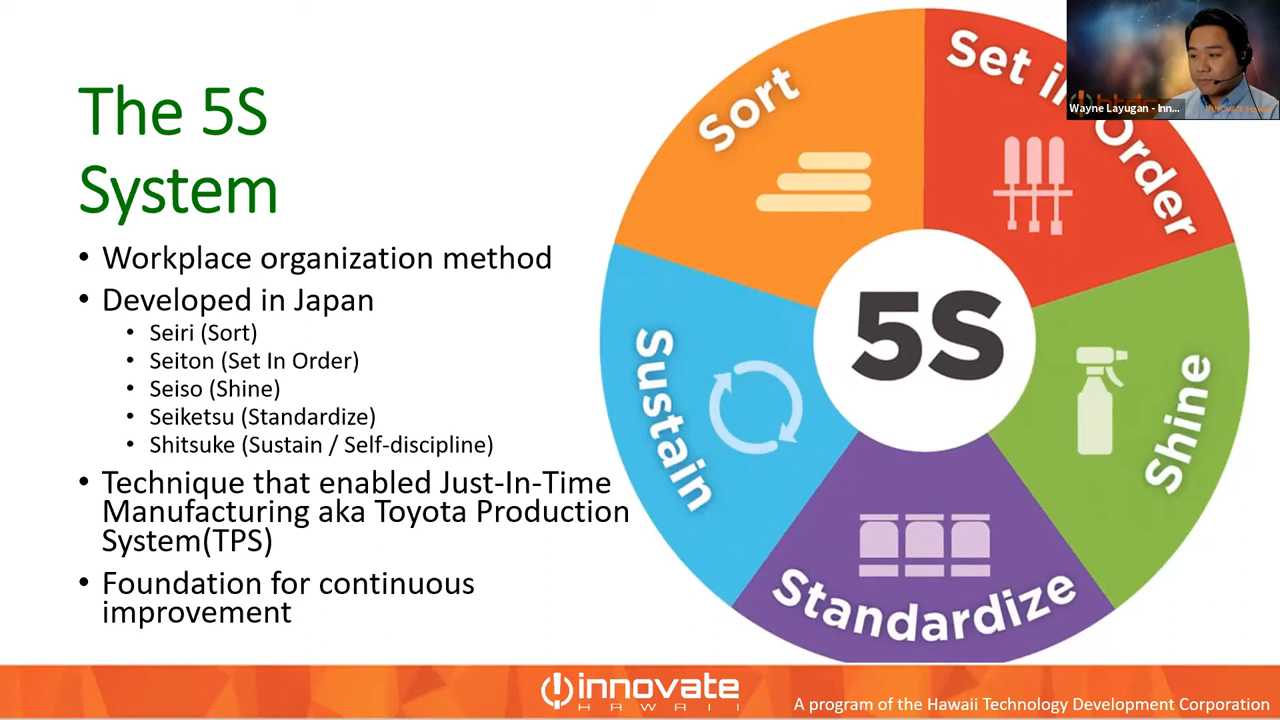 The 5S
System
• Workplace organization method
• Developed in Japan
• Seiri (Sort)
• Seiton (Set In Order)
• Seiso (Shine)
• Seiketsu (Standardize)
• Shitsuke (Sustain / Self-discipline)
• Technique that enabled Just-In-Time
Manufacturing aka Toyota Production
System(TPS)
• Foundation for continuous
improvement
Sort
Set in Order
Shine
Standardize
Sustain
5S
Wayne Layugan - Inn...
innovate
HAWAII
A program of the Hawaii Technology Development Corporation